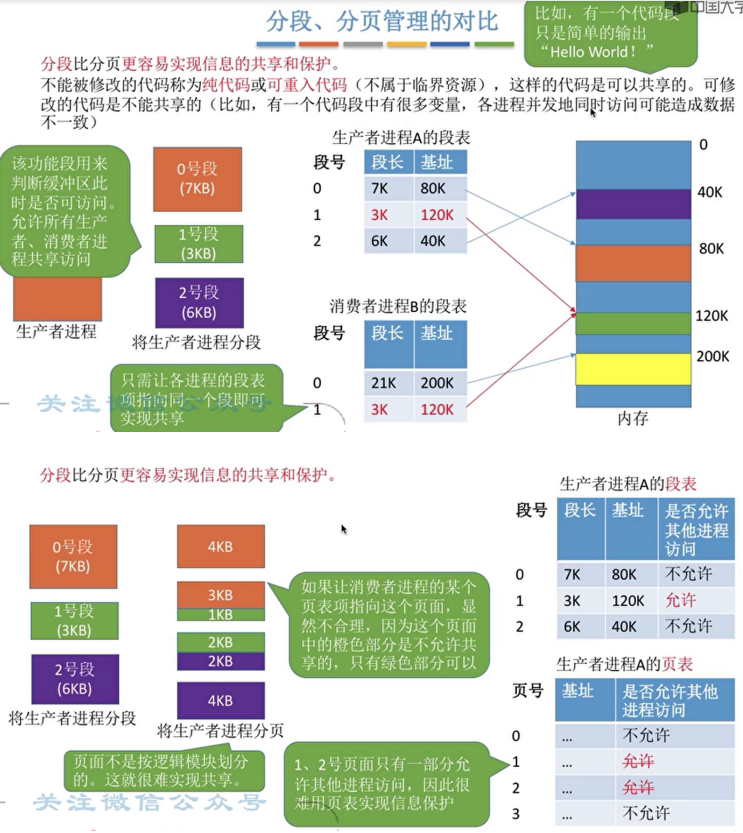 分段、分页管理的对比
比如，有一个代码段
只是简单的输出
“Hello World！”
中国大学
分段比分页更容易实现信息的共享和保护。
不能被修改的代码称为纯代码或可重入代码（不属于临界资源），这样的代码是可以共享的。可修
改的代码是不能共享的（比如，有一个代码段中有很多变量，各进程并发地同时访问可能造成数据
不一致）
该功能段用来
判断缓冲区此
时是否可访问。
允许所有生产
者、消费者进
程共享访问
生产者进程
0号段
(7KB)
1号段
(3KB)
2号段
(6KB)
将生产者进程分段
生产者进程A的段表
段号 段长 基址
0 7K 80K
1 3K 120K
2 6K 40K
消费者进程B的段表
段号 段长 基址
0 21K 200K
1 3K 120K
0
40K
80K
120K
200K
内存
只需让各进程的段表
项指向同一个段即可
实现共享
关注微信公众号
分段比分页更容易实现信息的共享和保护。
0号段
(7KB)
1号段
(3KB)
2号段
(6KB)
将生产者进程分段
4KB
3KB
1KB
2KB
2KB
4KB
将生产者进程分页
如果让消费者进程的某个
页表项指向这个页面，显
然不合理，因为这个页面
中的橙色部分是不允许共
享的，只有绿色部分可以
页面不是按逻辑模块划分
的。这就很难实现共享。
生产者进程A的段表
段号 段长 基址 是否允许
其他进程
访问
0 7K 80K 不允许
1 3K 120K 允许
2 6K 40K 不允许
生产者进程A的页表
页号 基址 是否允许其他
进程访问
0 ... 不允许
1 ... 允许
2 ... 允许
3 ... 不允许
1、2号页面只有一部分允
许其他进程访问，因此很
难用页表实现信息保护
关注微信公众号